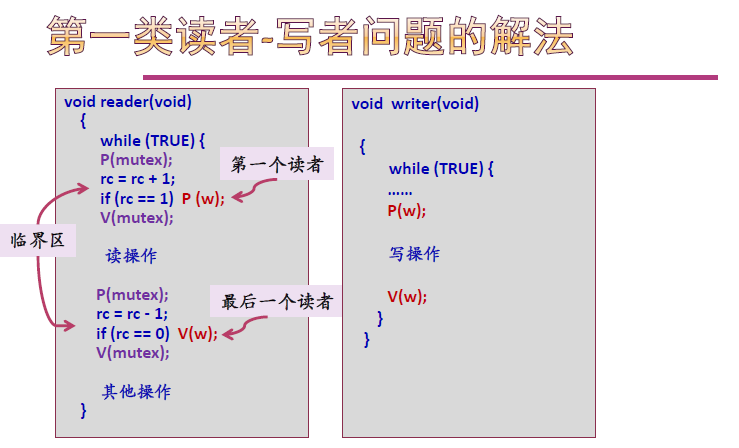 第一类读者-写者问题的解法
void reader(void)
{
while (TRUE) {
P(mutex);
rc = rc + 1;
if (rc == 1) P (w);
V(mutex);
读操作
P(mutex);
rc = rc - 1;
if (rc == 0) V(w);
V(mutex);
其他操作
}
第一个读者
临界区
最后一个读者
void writer(void)
{
while (TRUE) {
......
P(w);
写操作
V(w);
}
}